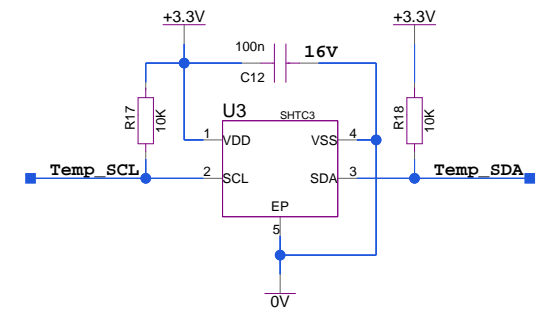 +3.3V
+3.3V
100n
16V
C12
R17
10K
U3
SHTC3
R18
10K
1
VDD
VSS
4
Temp_SCL
2
SCL
SDA
3
Temp_SDA
EP
5
0V